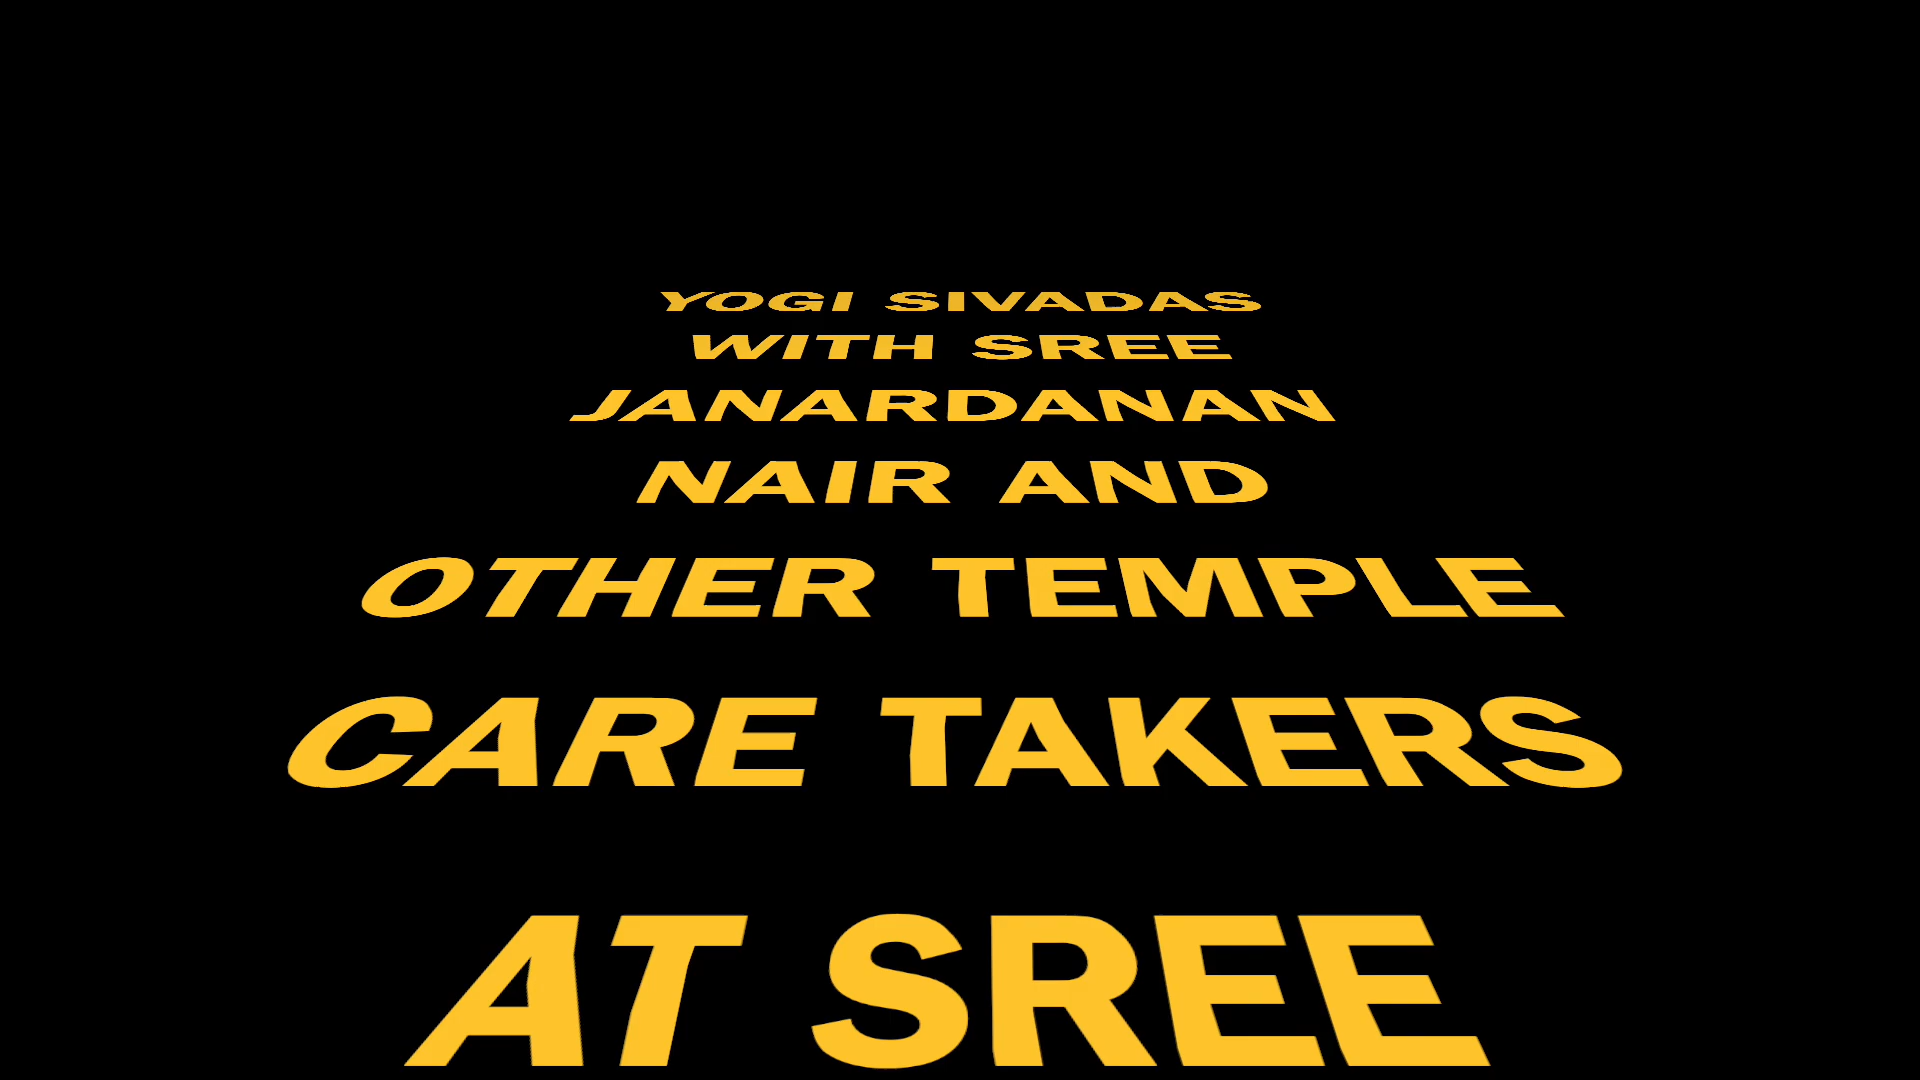 YOGI SIVADAS
WITH SREE
JANARDANAN
NAIR AND
OTHER TEMPLE
CARE TAKERS
AT SREE